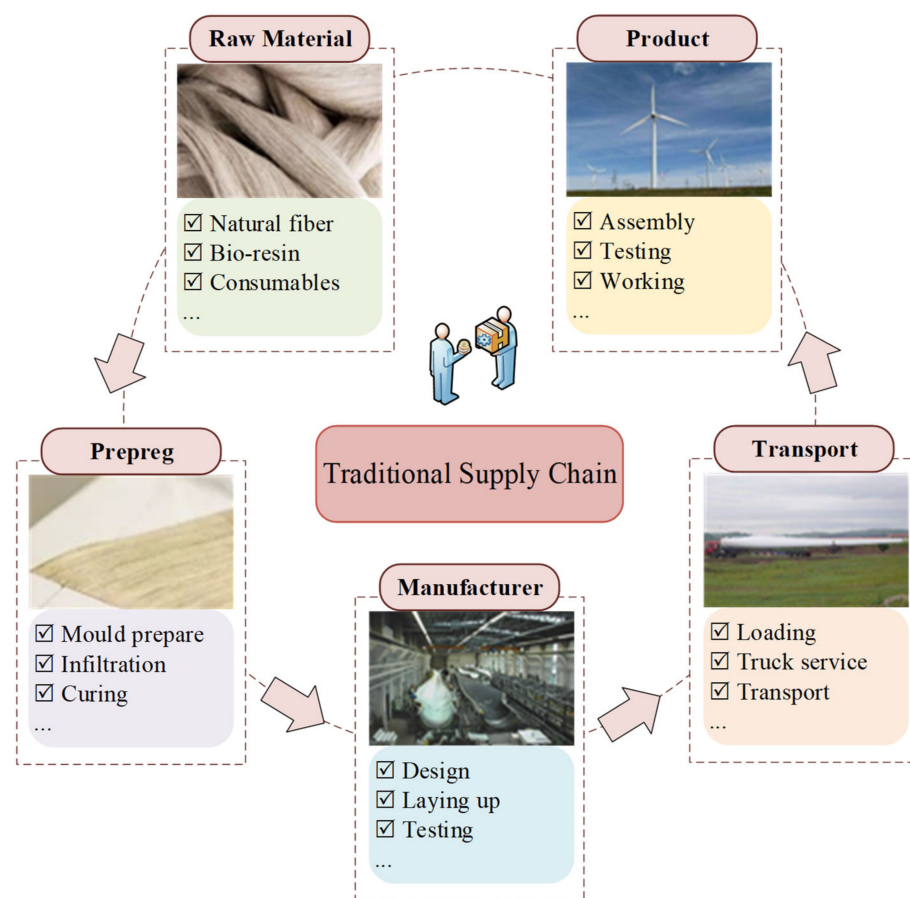 Raw Material
☑ Natural fiber
☑ Bio-resin
☑ Consumables
...
Product
☑ Assembly
☑ Testing
☑ Working
...
Traditional Supply Chain
Prepreg
☑ Mould prepare
☑ Infiltration
☑ Curing
...
Manufacturer
☑ Design
☑ Laying up
☑ Testing
...
Transport
☑ Loading
☑ Truck service
☑ Transport
...